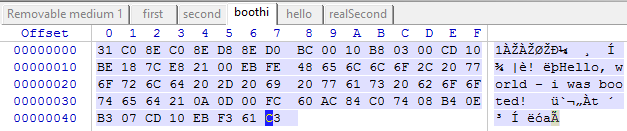 Removable medium 1 first second boothi hello realSecond
Offset 0 1 2 3 4 5 6 7 8 9 A B C D E F
00000000 31 C0 8E C0 8E D8 8E D0 BC 00 10 B8 03 00 CD 10 1ÀŽÀŽØŽÐ¼ ¸ Í
00000010 BE 18 7C E8 21 00 EB FE 48 65 6C 6C 6F 2C 20 77 ¾ |è! ëþHello, w
00000020 6F 72 6C 64 20 2D 20 69 20 77 61 73 20 62 6F 6F orld - i was boo
00000030 74 65 64 21 0A 0D 00 FC 60 AC 84 C0 74 08 B4 0E ted! ü`¬„Àt ´
00000040 B3 07 CD 10 EB F3 61 C3 ³ Í ëóaÃ